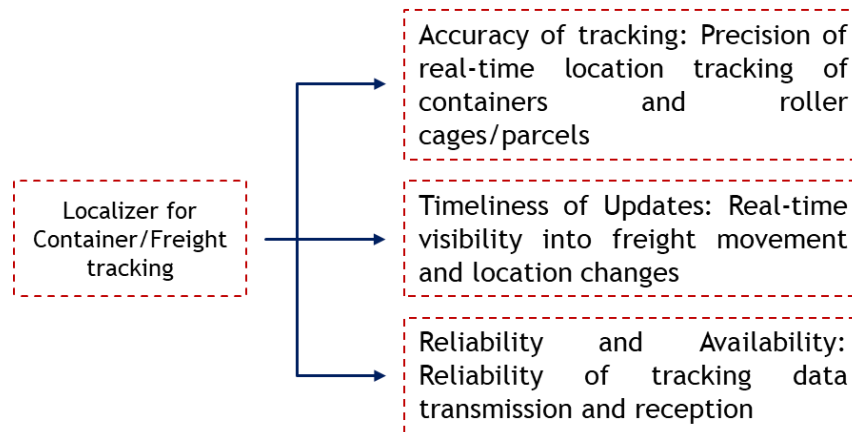 Accuracy of tracking: Precision of
real-time location tracking of
containers and roller
cages/parcels
Localizer for
Container/Freight
tracking
Timeliness of Updates: Real-time
visibility into freight movement
and location changes
Reliability and Availability:
Reliability of tracking data
transmission and reception